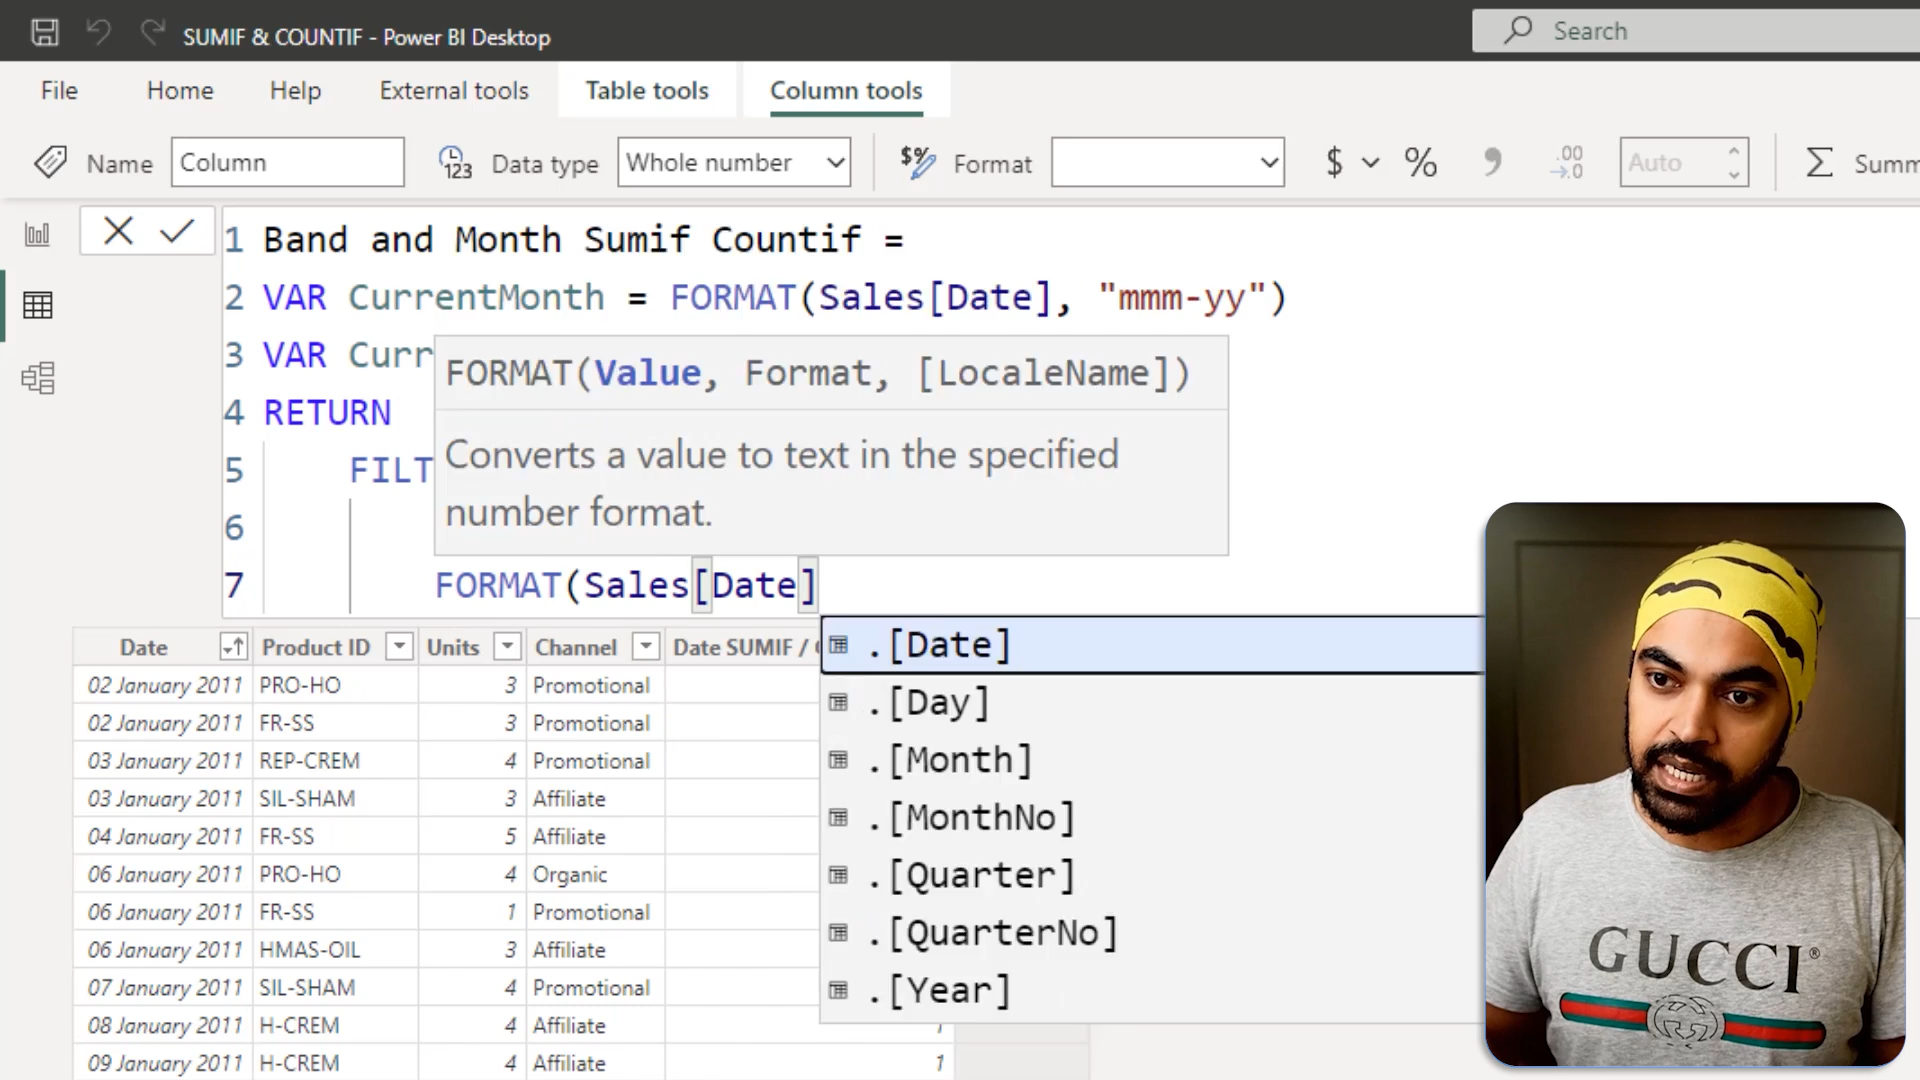 SUMIF & COUNTIF - Power BI Desktop
Search
File Home Help External tools Table tools Column tools
Name Column Data type Whole number Format $ % Auto Summ
1 Band and Month Sumif Countif =
2 VAR CurrentMonth = FORMAT(Sales[Date], "mmm-yy")
3 VAR Curr
FORMAT(Value, Format, [LocaleName])
4 RETURN
Converts a value to text in the specified
number format.
5 FILT
6
7 FORMAT(Sales[Date]
.[Date]
.[Day]
.[Month]
.[MonthNo]
.[Quarter]
.[QuarterNo]
.[Year]
Date Product ID Units Channel Date SUMIF /
02 January 2011 PRO-HO 3 Promotional
02 January 2011 FR-SS 3 Promotional
03 January 2011 REP-CREM 4 Promotional
03 January 2011 SIL-SHAM 3 Affiliate
04 January 2011 FR-SS 5 Affiliate
06 January 2011 PRO-HO 4 Organic
06 January 2011 FR-SS 1 Promotional
06 January 2011 HMAS-OIL 3 Affiliate
07 January 2011 SIL-SHAM 4 Promotional
08 January 2011 H-CREM 4 Affiliate
09 January 2011 H-CREM 4 Affiliate 1
GUCCI®